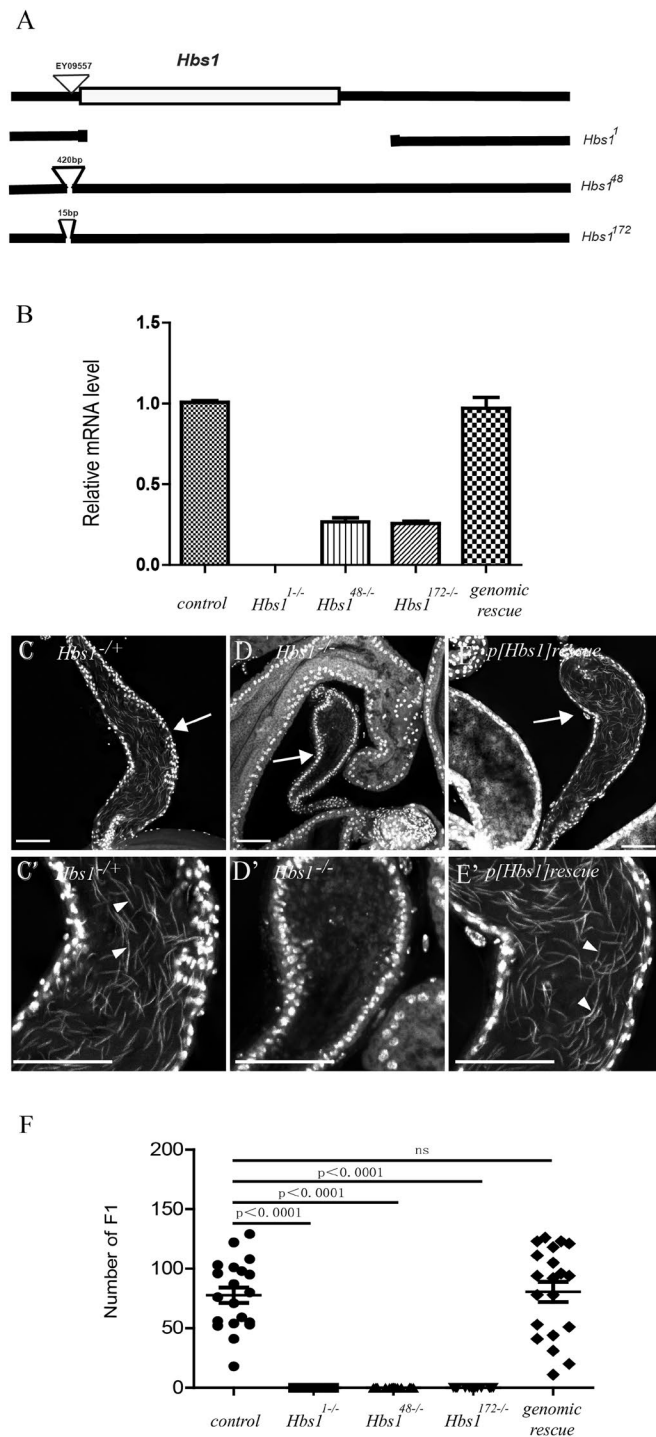 A
Hbs1
EY09557
Hbs1^1
420bp
Hbs1^48
15bp
Hbs1^172
B
Relative mRNA level
1.5
1.0
0.5
0.0
control
Hbs1^1-/-
Hbs1^48-/-
Hbs1^172-/-
genomic
rescue
C Hbs1^-/+
D Hbs1^-/-
E p[Hbs1]rescue
C' Hbs1^-/+
D' Hbs1^-/-
E' p[Hbs1]rescue
F
Number of F1
200
150
100
50
0
ns
p<0.0001
p<0.0001
p<0.0001
control
Hbs1^1-/-
Hbs1^48-/-
Hbs1^172-/-
genomic
rescue